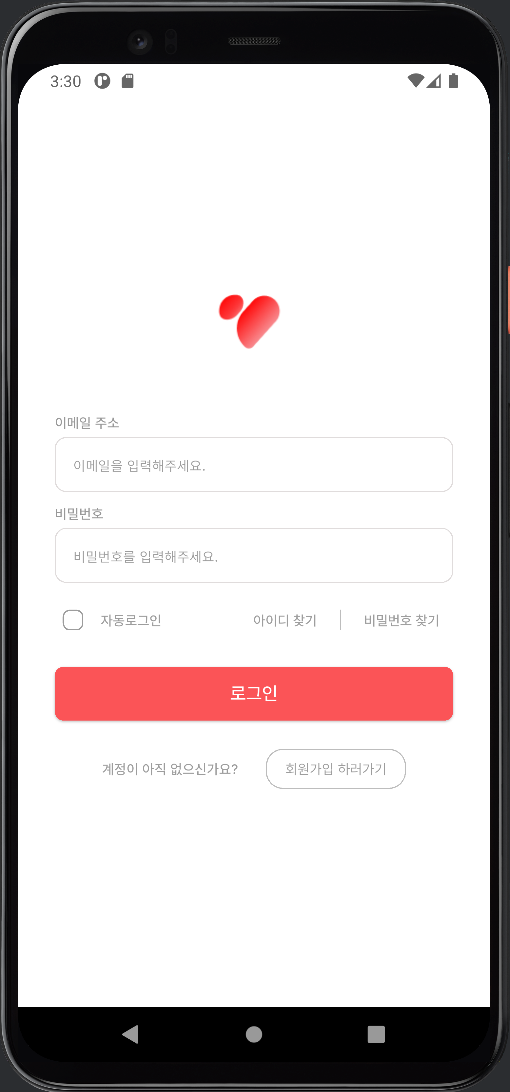 3:30
이메일 주소
이메일을 입력해주세요.
비밀번호
비밀번호를 입력해주세요.
자동로그인 아이디 찾기 비밀번호 찾기
로그인
계정이 아직 없으신가요? 회원가입 하러가기